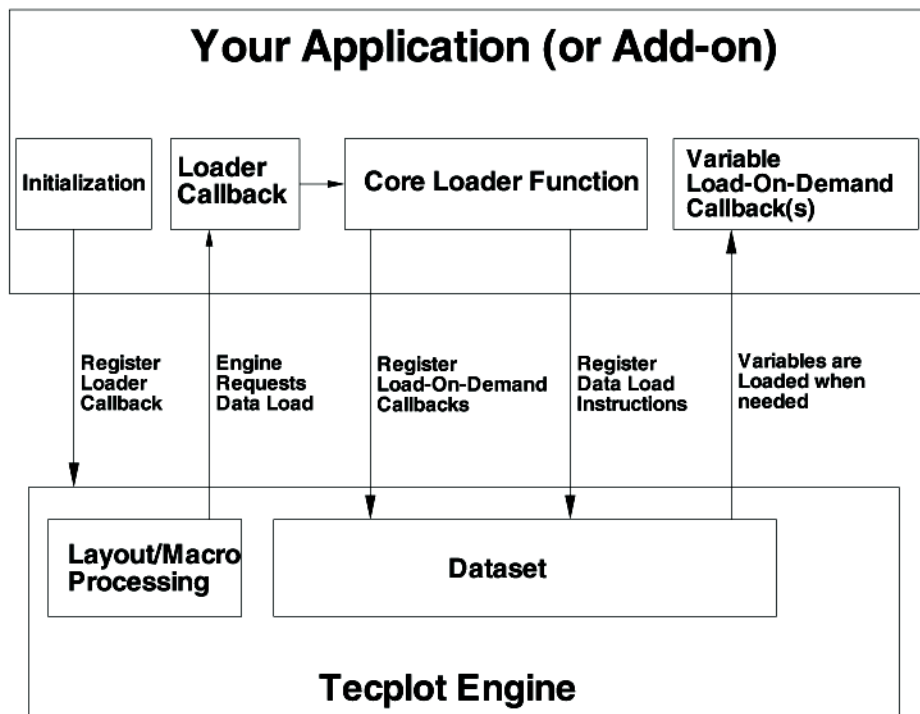 Your Application (or Add-on)
Initialization
Loader
Callback
Core Loader Function
Variable
Load-On-Demand
Callback(s)
Register
Loader
Callback
Engine
Requests
Data Load
Register
Load-On-Demand
Callbacks
Register
Data Load
Instructions
Variables are
Loaded when
needed
Layout/Macro
Processing
Dataset
Tecplot Engine